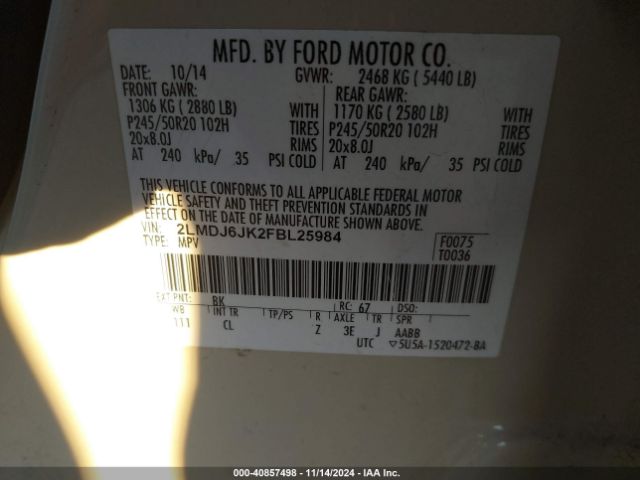 MFD. BY FORD MOTOR CO.
DATE: 10/14 GVWR: 2468 KG (5440 LB)
FRONT GAWR: REAR GAWR:
1306 KG (2880 LB) WITH 1170 KG (2580 LB) WITH
P245/50R20 102H TIRES P245/50R20 102H TIRES
20x8.0J RIMS 20x8.0J RIMS
AT 240 kPa/ 35 PSI COLD AT 240 kPa/ 35 PSI COLD
THIS VEHICLE CONFORMS TO ALL APPLICABLE FEDERAL MOTOR
VEHICLE SAFETY AND THEFT PREVENTION STANDARDS IN
EFFECT ON THE DATE OF MANUFACTURE SHOWN ABOVE.
VIN: 2LMDJ6JK2FBL25984 F0075
TYPE: MPV T0036
EXT PNT: BK RC: 67 DSO:
WB INT TR TP/PS R AXLE TR SPR
111 CL Z 3E J AABB
UTC ▽5U5A-1520472-BA
000-40857498 - 11/14/2024 - IAA Inc.